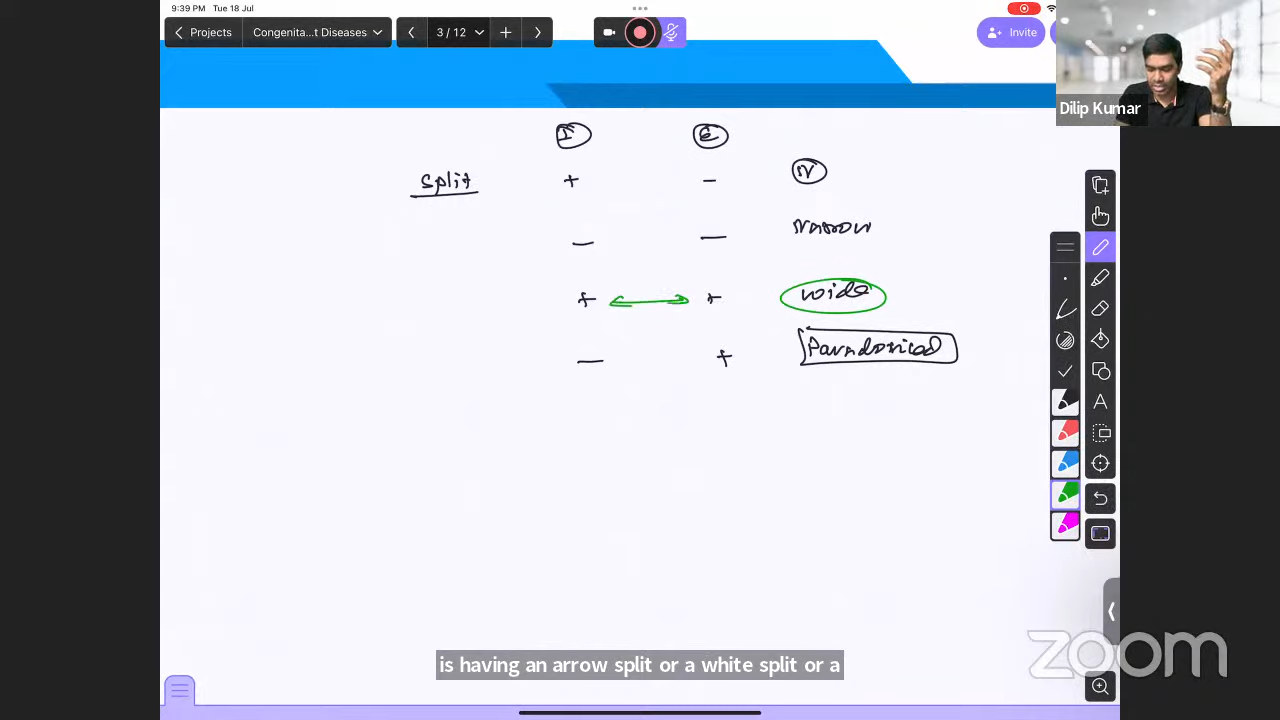 9:39 PM Tue 18 Jul
Projects Congenita...t Diseases 3 / 12 Invite
Dilip Kumar
I E
Split + - N
— — Narrow
+ + wide
— + Paradoxical
A
is having an arrow split or a white split or a
zoom